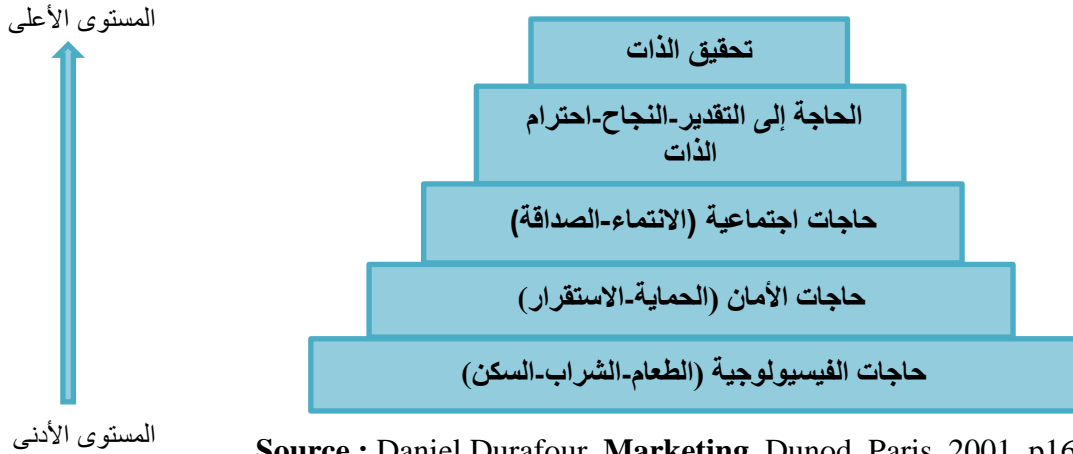 المستوى الأعلى
تحقيق الذات
الحاجة إلى التقدير-النجاح-احترام
الذات
حاجات اجتماعية (الانتماء-الصداقة)
حاجات الأمان (الحماية-الاستقرار)
حاجات الفيسيولوجية (الطعام-الشراب-السكن)
المستوى الأدنى
Source : Daniel Durafour, Marketing, Dunod, Paris, 2001, p16